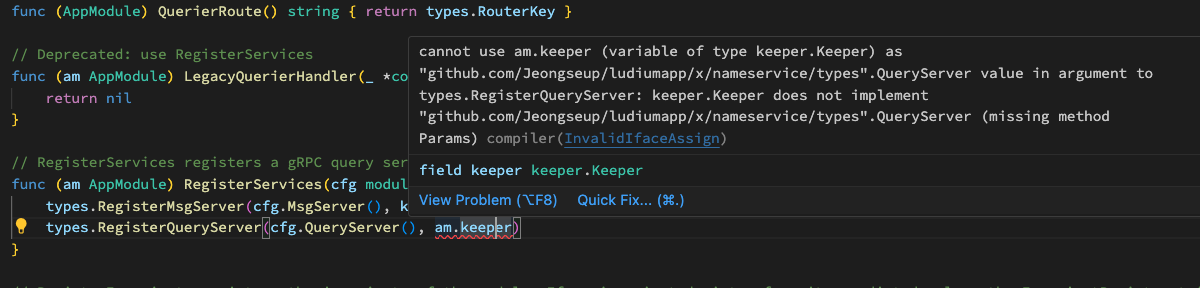 func (AppModule) QuerierRoute() string { return types.RouterKey }
// Deprecated: use RegisterServices
func (am AppModule) LegacyQuerierHandler(_ *co
return nil
}
// RegisterServices registers a gRPC query ser
func (am AppModule) RegisterServices(cfg modul
types.RegisterMsgServer(cfg.MsgServer(), k
types.RegisterQueryServer(cfg.QueryServer(), am.keeper)
}
cannot use am.keeper (variable of type keeper.Keeper) as
"github.com/Jeongseup/ludiumapp/x/nameservice/types".QueryServer value in argument to
types.RegisterQueryServer: keeper.Keeper does not implement
"github.com/Jeongseup/ludiumapp/x/nameservice/types".QueryServer (missing method
Params) compiler(InvalidIfaceAssign)
field keeper keeper.Keeper
View Problem (⌥F8) Quick Fix... (⌘.)